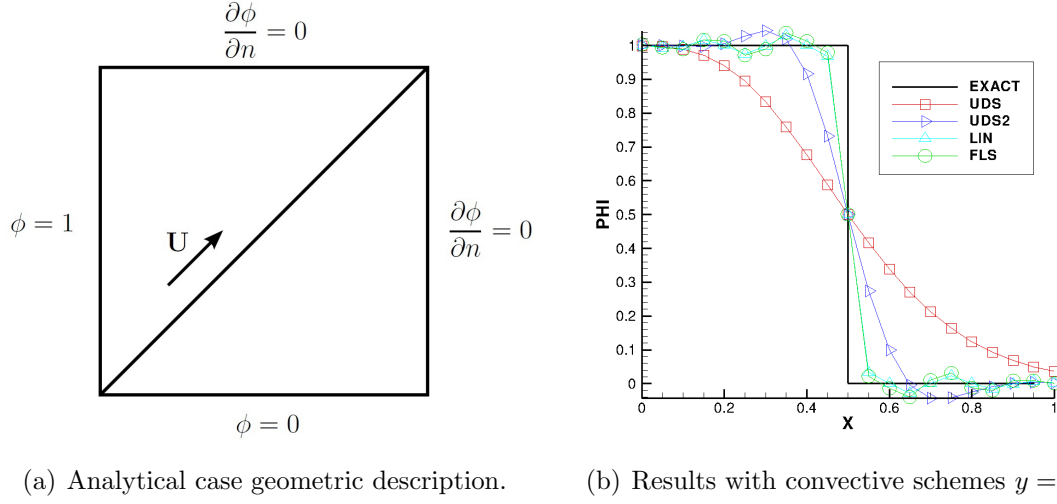 ∂φ/∂n = 0
φ = 1
U
∂φ/∂n = 0
φ = 0
(a) Analytical case geometric description.
1
0.9
0.8
0.7
0.6
0.5
0.4
0.3
0.2
0.1
0
PHI
0 0.2 0.4 0.6 0.8 1
X
EXACT
UDS
UDS2
LIN
FLS
(b) Results with convective schemes y =